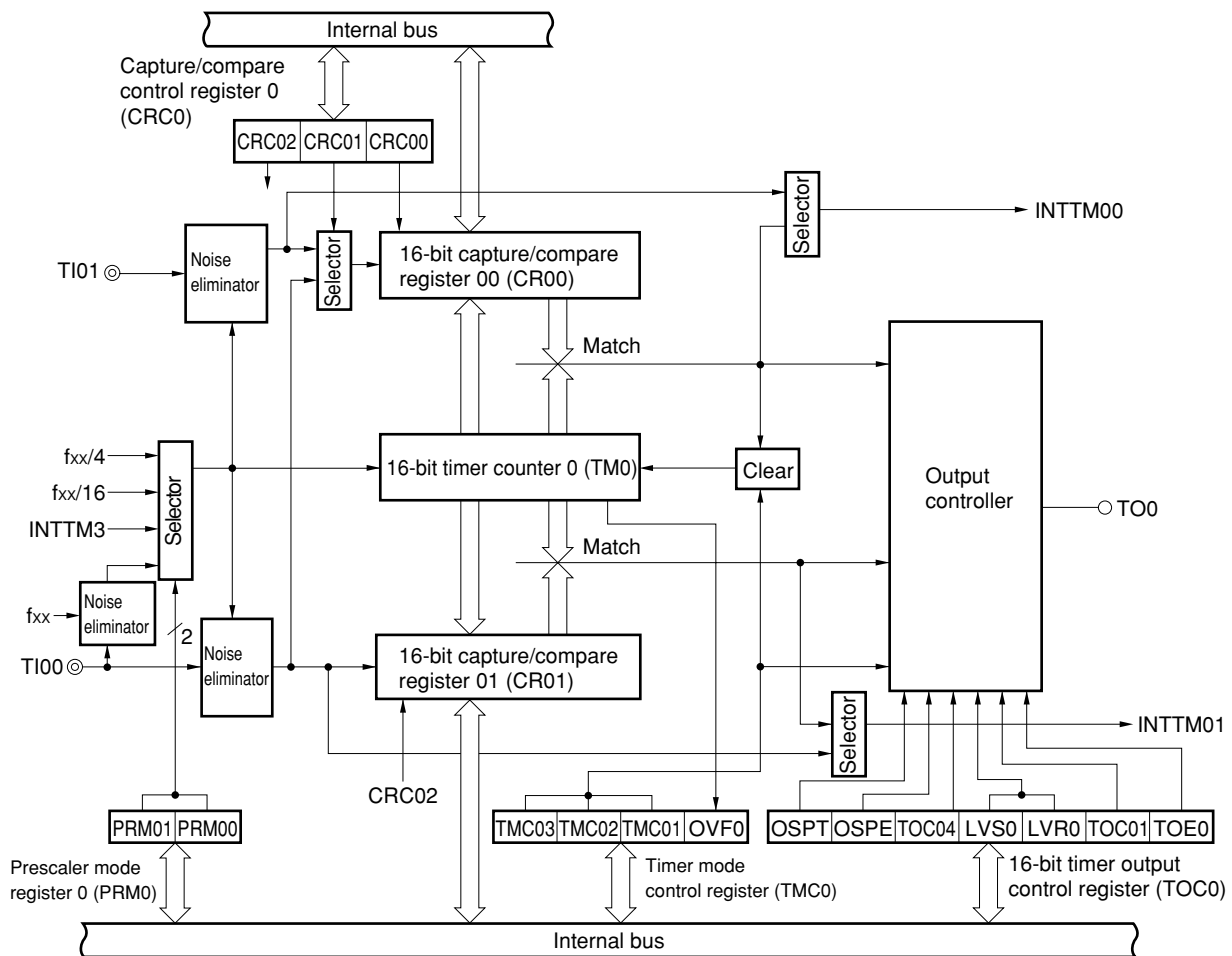 Internal bus
Capture/compare
control register 0
(CRC0)
CRC02 CRC01 CRC00
Selector
INTTM00
TI01
Noise
eliminator
Selector
16-bit capture/compare
register 00 (CR00)
Match
fxx/4
fxx/16
INTTM3
Selector
16-bit timer counter 0 (TM0)
Clear
Output
controller
TO0
Match
fxx
Noise
eliminator
2
TI00
Noise
eliminator
16-bit capture/compare
register 01 (CR01)
Selector
INTTM01
CRC02
PRM01 PRM00
TMC03 TMC02 TMC01 OVF0
OSPT OSPE TOC04 LVS0 LVR0 TOC01 TOE0
Prescaler mode
register 0 (PRM0)
Timer mode
control register (TMC0)
16-bit timer output
control register (TOC0)
Internal bus